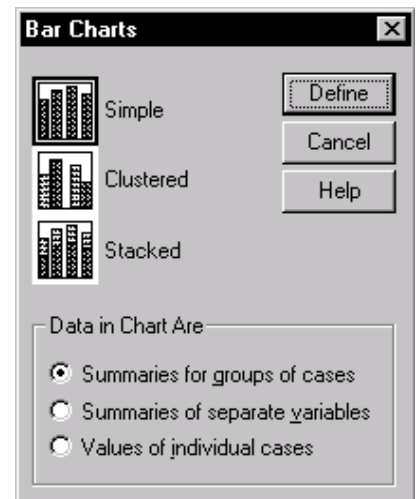 Bar Charts
Simple
Clustered
Stacked
Define
Cancel
Help
Data in Chart Are
Summaries for groups of cases
Summaries of separate variables
Values of individual cases